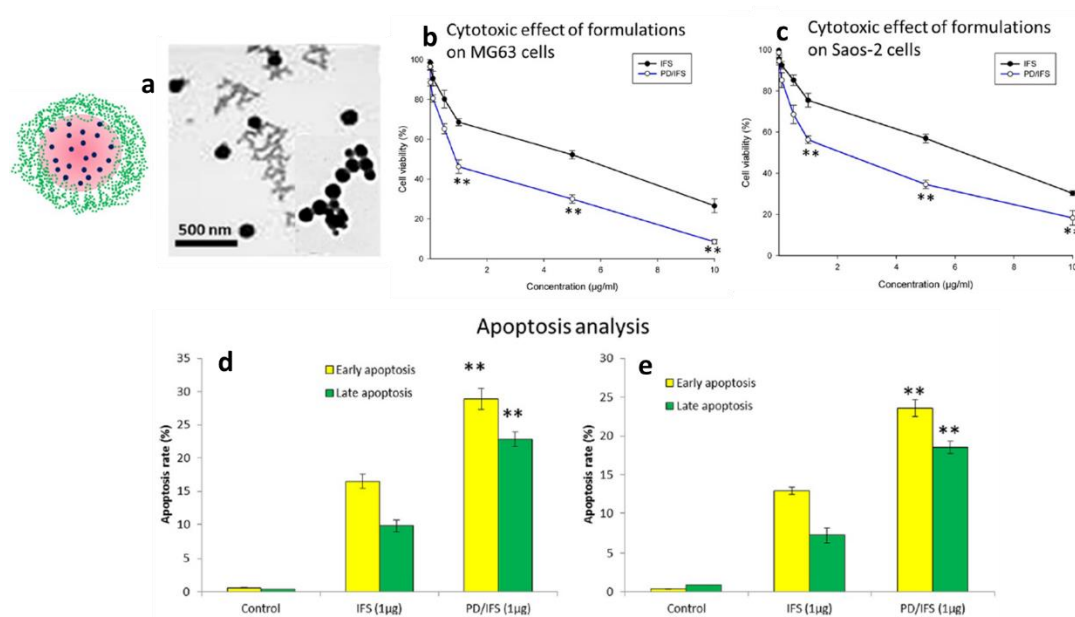 a
500 nm
b
Cytotoxic effect of formulations
on MG63 cells
IFS
PD/IFS
Cell viability (%)
100
80
60
40
20
0
**
**
**
2
4
6
8
10
Concentration (µg/ml)
c
Cytotoxic effect of formulations
on Saos-2 cells
IFS
PD/IFS
Cell viability (%)
100
80
60
40
20
0
**
**
**
2
4
6
8
10
Concentration (µg/ml)
Apoptosis analysis
d
Early apoptosis
Late apoptosis
Apoptosis rate (%)
35
30
25
20
15
10
5
0
**
**
Control
IFS (1µg)
PD/IFS (1µg)
e
Early apoptosis
Late apoptosis
Apoptosis rate (%)
30
25
20
15
10
5
0
**
**
Control
IFS (1µg)
PD/IFS (1µg)